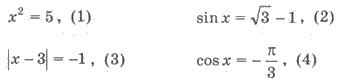 x² = 5, (1) sin x = √3 – 1, (2)
|x – 3| = –1, (3) cos x = – π/3, (4)